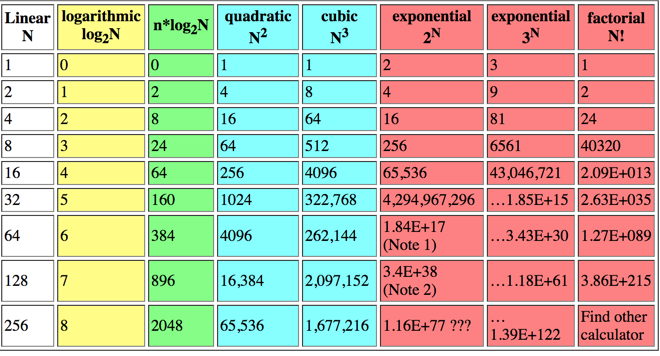 Linear N logarithmic log₂N n*log₂N quadratic N² cubic N³ exponential 2ᴺ exponential 3ᴺ factorial N!
1 0 0 1 1 2 3 1
2 1 2 4 8 4 9 2
4 2 8 16 64 16 81 24
8 3 24 64 512 256 6561 40320
16 4 64 256 4096 65,536 43,046,721 2.09E+013
32 5 160 1024 322,768 4,294,967,296 …1.85E+15 2.63E+035
64 6 384 4096 262,144 1.84E+17 (Note 1) …3.43E+30 1.27E+089
128 7 896 16,384 2,097,152 3.4E+38 (Note 2) …1.18E+61 3.86E+215
256 8 2048 65,536 1,677,216 1.16E+77 ??? …1.39E+122 Find other calculator